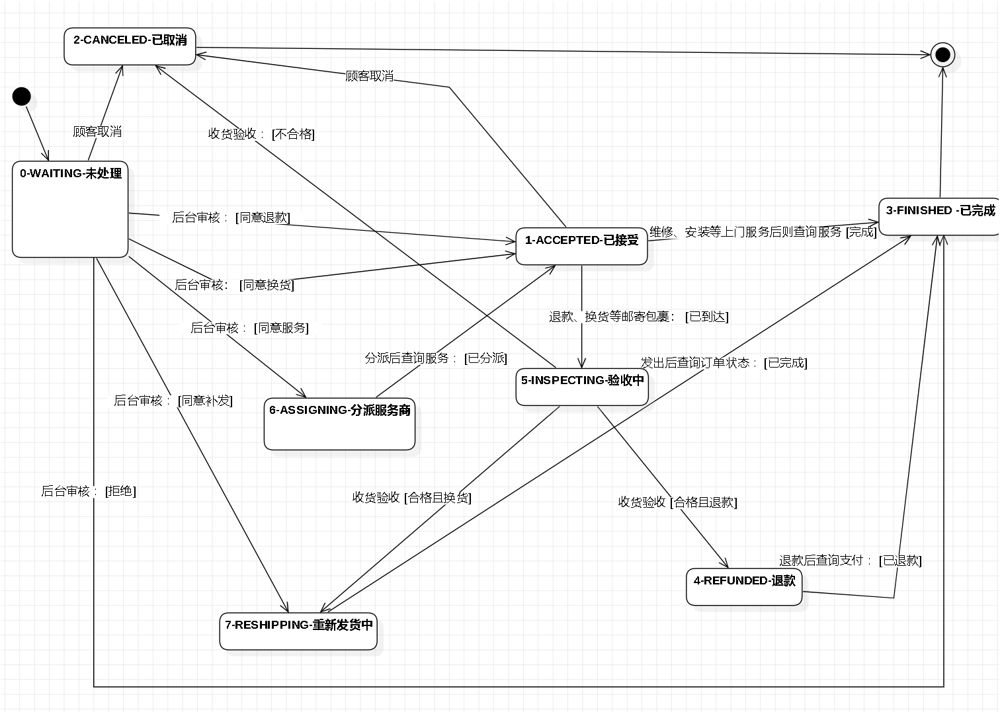 2-CANCELED-已取消
顾客取消
顾客取消
收货验收： [不合格]
0-WAITING-未处理
后台审核： [同意退款]
3-FINISHED -已完成
维修、安装等上门服务后则查询服务 [完成]
1-ACCEPTED-已接受
后台审核： [同意换货]
退款、换货等邮寄包裹： [已到达]
后台审核： [同意服务]
分派后查询服务： [已分派]
发出后查询订单状态： [已完成]
5-INSPECTING-验收中
后台审核： [同意补发]
6-ASSIGNING-分派服务商
后台审核： [拒绝]
收货验收 [合格且换货]
收货验收 [合格且退款]
退款后查询支付： [已退款]
4-REFUNDED-退款
7-RESHIPPING-重新发货中